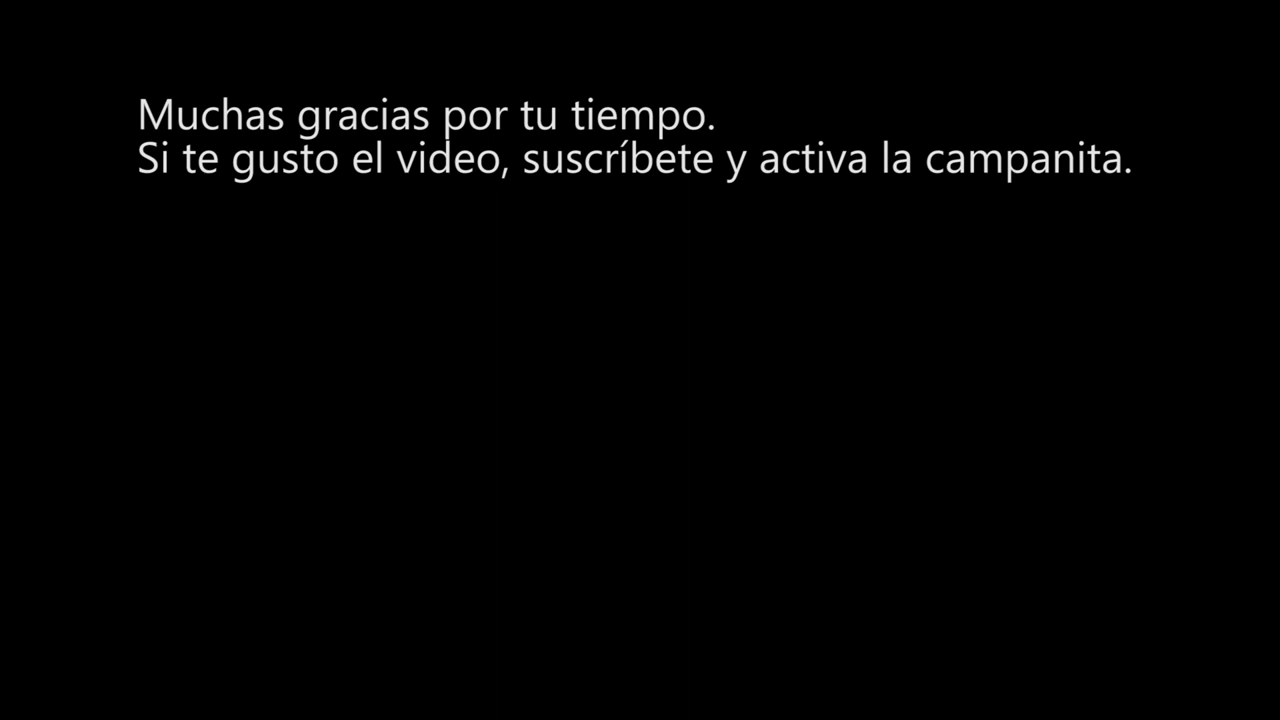 Muchas gracias por tu tiempo.
Si te gusto el video, suscríbete y activa la campanita.